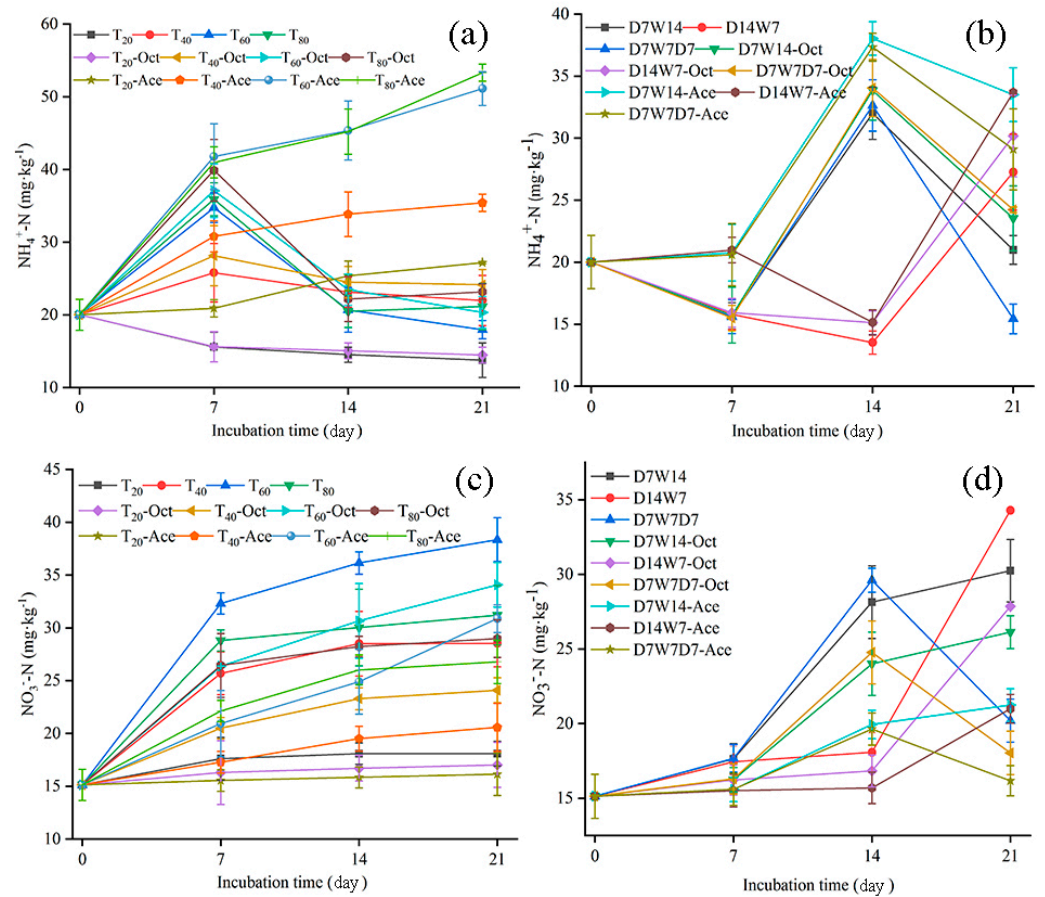 (a)
T20 T40 T60 T80
T20-Oct T40-Oct T60-Oct T80-Oct
T20-Ace T40-Ace T60-Ace T80-Ace
60
50
40
30
20
10
NH4+-N (mg·kg-1)
0 7 14 21
Incubation time (day)
(b)
D7W14 D14W7
D7W7D7 D7W14-Oct
D14W7-Oct D7W7D7-Oct
D7W14-Ace D14W7-Ace
D7W7D7-Ace
40
35
30
25
20
15
10
NH4+-N (mg·kg-1)
0 7 14 21
Incubation time (day)
(c)
T20 T40 T60 T80
T20-Oct T40-Oct T60-Oct T80-Oct
T20-Ace T40-Ace T60-Ace T80-Ace
45
40
35
30
25
20
15
10
NO3--N (mg·kg-1)
0 7 14 21
Incubation time (day)
(d)
D7W14
D14W7
D7W7D7
D7W14-Oct
D14W7-Oct
D7W7D7-Oct
D7W14-Ace
D14W7-Ace
D7W7D7-Ace
35
30
25
20
15
NO3--N (mg·kg-1)
0 7 14 21
Incubation time (day)